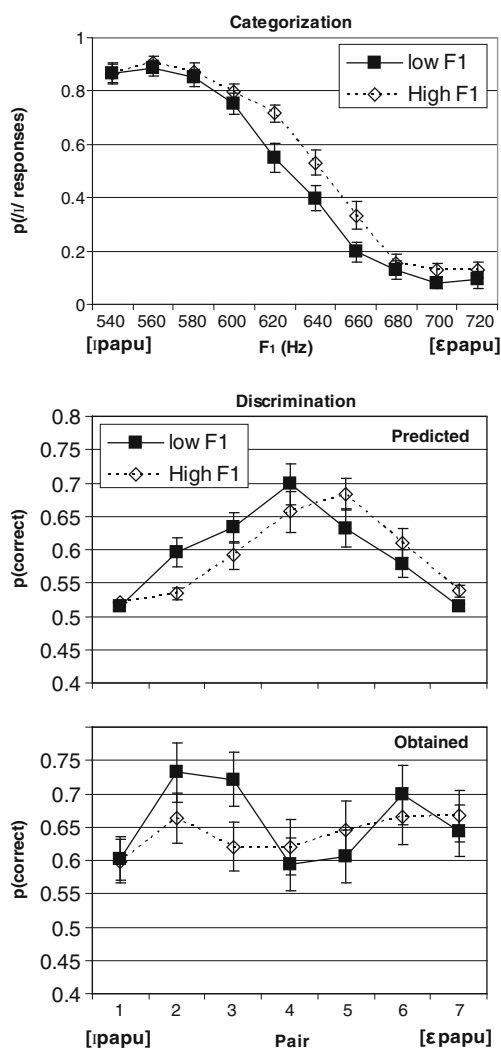 Categorization
1
0.8
0.6
0.4
0.2
0
p(/ɪ/ responses)
low F1
High F1
540 560 580 600 620 640 660 680 700 720
[ɪpapu] F1 (Hz) [ɛpapu]
Discrimination
0.8
0.75
0.7
0.65
0.6
0.55
0.5
0.45
0.4
p(correct)
low F1
High F1
Predicted
Obtained
0.75
0.7
0.65
0.6
0.55
0.5
0.45
0.4
p(correct)
1 2 3 4 5 6 7
[ɪpapu] Pair [ɛpapu]